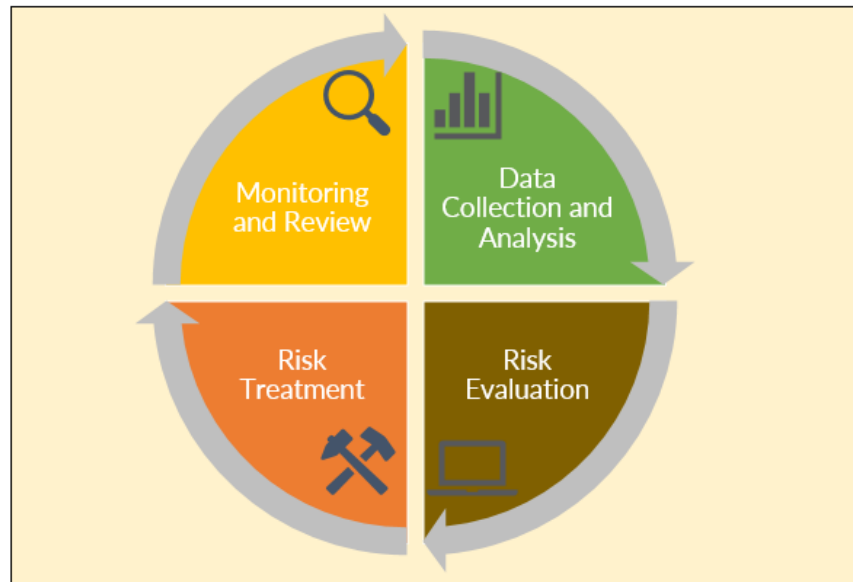 Monitoring
and Review
Data
Collection and
Analysis
Risk
Treatment
Risk
Evaluation